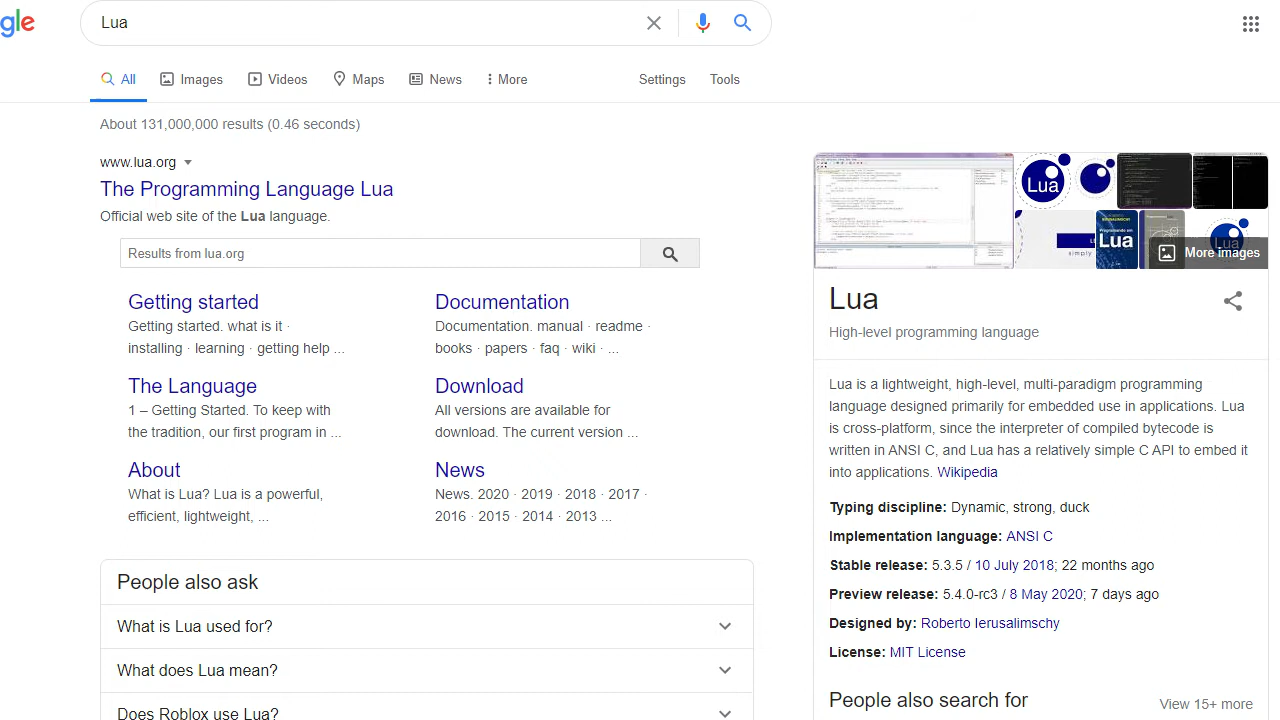 gle
Lua
All Images Videos Maps News More Settings Tools
About 131,000,000 results (0.46 seconds)
www.lua.org
The Programming Language Lua
of the Lua language.
results from lua.org
Getting started
Getting started. what is it ·
installing · learning · getting help ...
Documentation
Documentation. manual · readme ·
books · papers · faq · wiki · ...
The Language
1 – Getting Started. To keep with
the tradition, our first program in ...
Download
All versions are available for
download. The current version ...
About
What is Lua? Lua is a powerful,
efficient, lightweight, ...
News
News. 2020 · 2019 · 2018 · 2017 ·
2016 · 2015 · 2014 · 2013 ...
People also ask
What is Lua used for?
What does Lua mean?
Does Roblox use Lua?
Lua
Lua
Lua
simply
More images
Lua
High-level programming language
Lua is a lightweight, high-level, multi-paradigm programming
language designed primarily for embedded use in applications. Lua
is cross-platform, since the interpreter of compiled bytecode is
written in ANSI C, and Lua has a relatively simple C API to embed it
into applications. Wikipedia
Typing discipline: Dynamic, strong, duck
Implementation language: ANSI C
Stable release: 5.3.5 / 10 July 2018; 22 months ago
Preview release: 5.4.0-rc3 / 8 May 2020; 7 days ago
Designed by: Roberto Ierusalimschy
License: MIT License
People also search for
View 15+ more